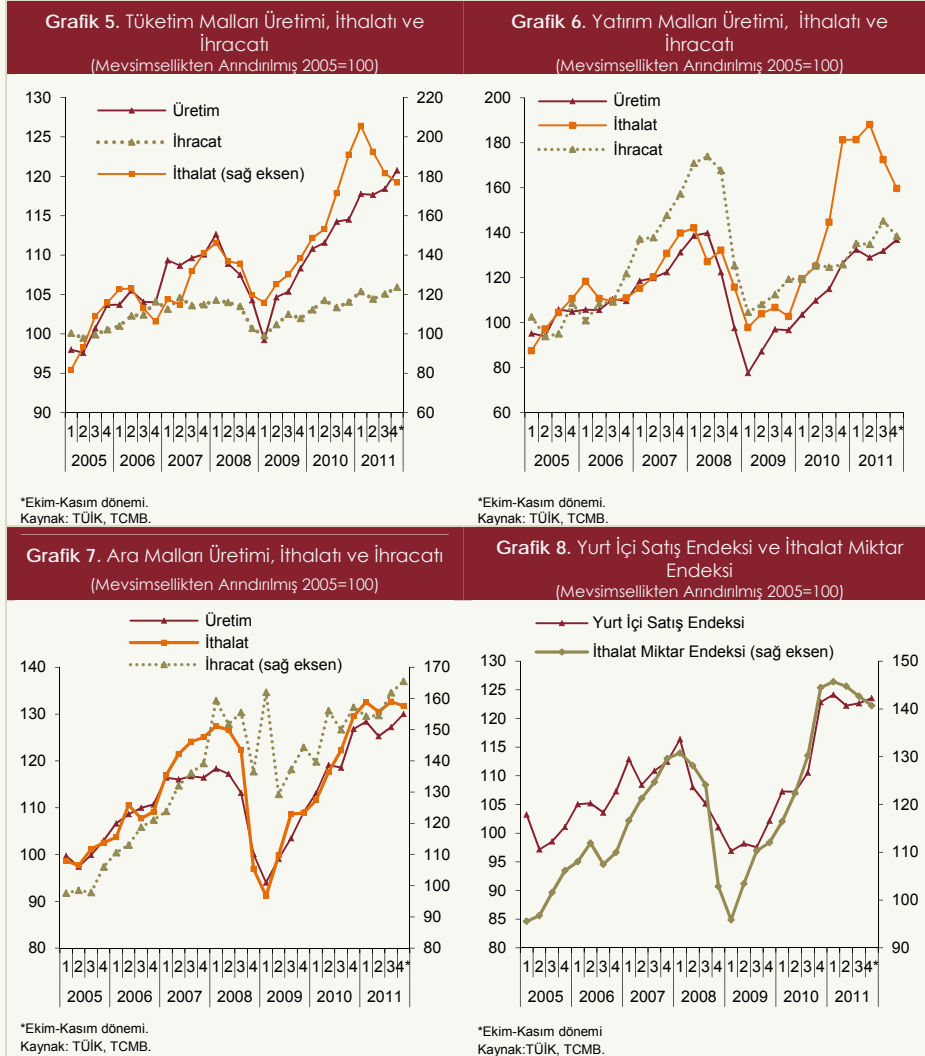 Grafik 5. Tüketim Malları Üretimi, İthalatı ve
İhracatı
(Mevsimsellikten Arındırılmış 2005=100)
130
125
120
115
110
105
100
95
90
220
200
180
160
140
120
100
80
60
Üretim
İhracat
İthalat (sağ eksen)
1 2 3 4 1 2 3 4 1 2 3 4 1 2 3 4 1 2 3 4 1 2 3 4 1 2 3 4*
2005 2006 2007 2008 2009 2010 2011
*Ekim-Kasım dönemi.
Kaynak: TÜİK, TCMB.
Grafik 6. Yatırım Malları Üretimi, İthalatı ve
İhracatı
(Mevsimsellikten Arındırılmış 2005=100)
200
180
160
140
120
100
80
60
Üretim
İthalat
İhracat
1 2 3 4 1 2 3 4 1 2 3 4 1 2 3 4 1 2 3 4 1 2 3 4 1 2 3 4*
2005 2006 2007 2008 2009 2010 2011
*Ekim-Kasım dönemi.
Kaynak: TÜİK, TCMB.
Grafik 7. Ara Malları Üretimi, İthalatı ve İhracatı
(Mevsimsellikten Arındırılmış 2005=100)
Üretim
İthalat
İhracat (sağ eksen)
140
130
120
110
100
90
80
170
160
150
140
130
120
110
100
90
80
1 2 3 4 1 2 3 4 1 2 3 4 1 2 3 4 1 2 3 4 1 2 3 4 1 2 3 4*
2005 2006 2007 2008 2009 2010 2011
*Ekim-Kasım dönemi.
Kaynak: TÜİK, TCMB.
Grafik 8. Yurt İçi Satış Endeksi ve İthalat Miktar
Endeksi
(Mevsimsellikten Arındırılmış 2005=100)
Yurt İçi Satış Endeksi
İthalat Miktar Endeksi (sağ eksen)
130
125
120
115
110
105
100
95
90
85
80
150
140
130
120
110
100
90
1 2 3 4 1 2 3 4 1 2 3 4 1 2 3 4 1 2 3 4 1 2 3 4 1 2 3 4*
2005 2006 2007 2008 2009 2010 2011
*Ekim-Kasım dönemi
Kaynak:TÜİK, TCMB.